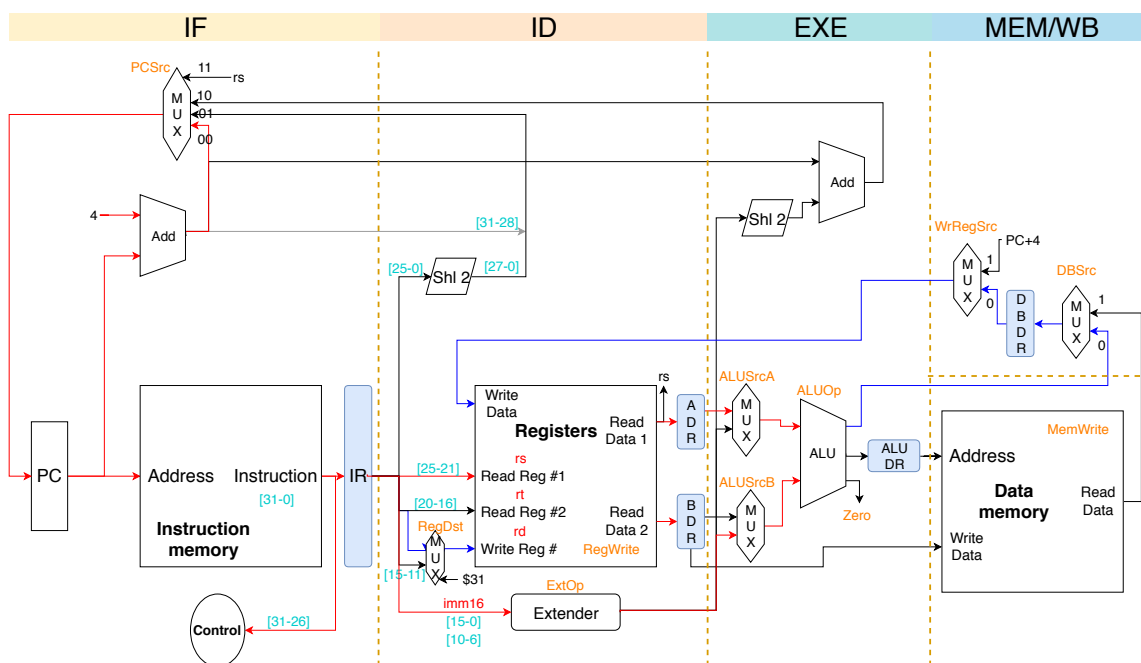 IF
ID
EXE
MEM/WB
PCSrc
11
rs
M
U
X
10
01
00
4
Add
[31-28]
[25-0]
Shl 2
[27-0]
Shl 2
Add
WrRegSrc
PC+4
M
U
X
1
0
D
B
D
R
DBSrc
M
U
X
1
0
PC
Address
Instruction
[31-0]
Instruction
memory
IR
Control
[31-26]
Write
Data
Registers
Read
Data 1
rs
[25-21]
rs
Read Reg #1
[20-16]
rt
Read Reg #2
RegDst
rd
Write Reg #
Read
Data 2
RegWrite
M
U
X
[15-11]
$31
imm16
[15-0]
[10-6]
ExtOp
Extender
A
D
R
B
D
R
ALUSrcA
M
U
X
ALUSrcB
M
U
X
ALUOp
ALU
Zero
ALU
DR
MemWrite
Address
Data
memory
Read
Data
Write
Data